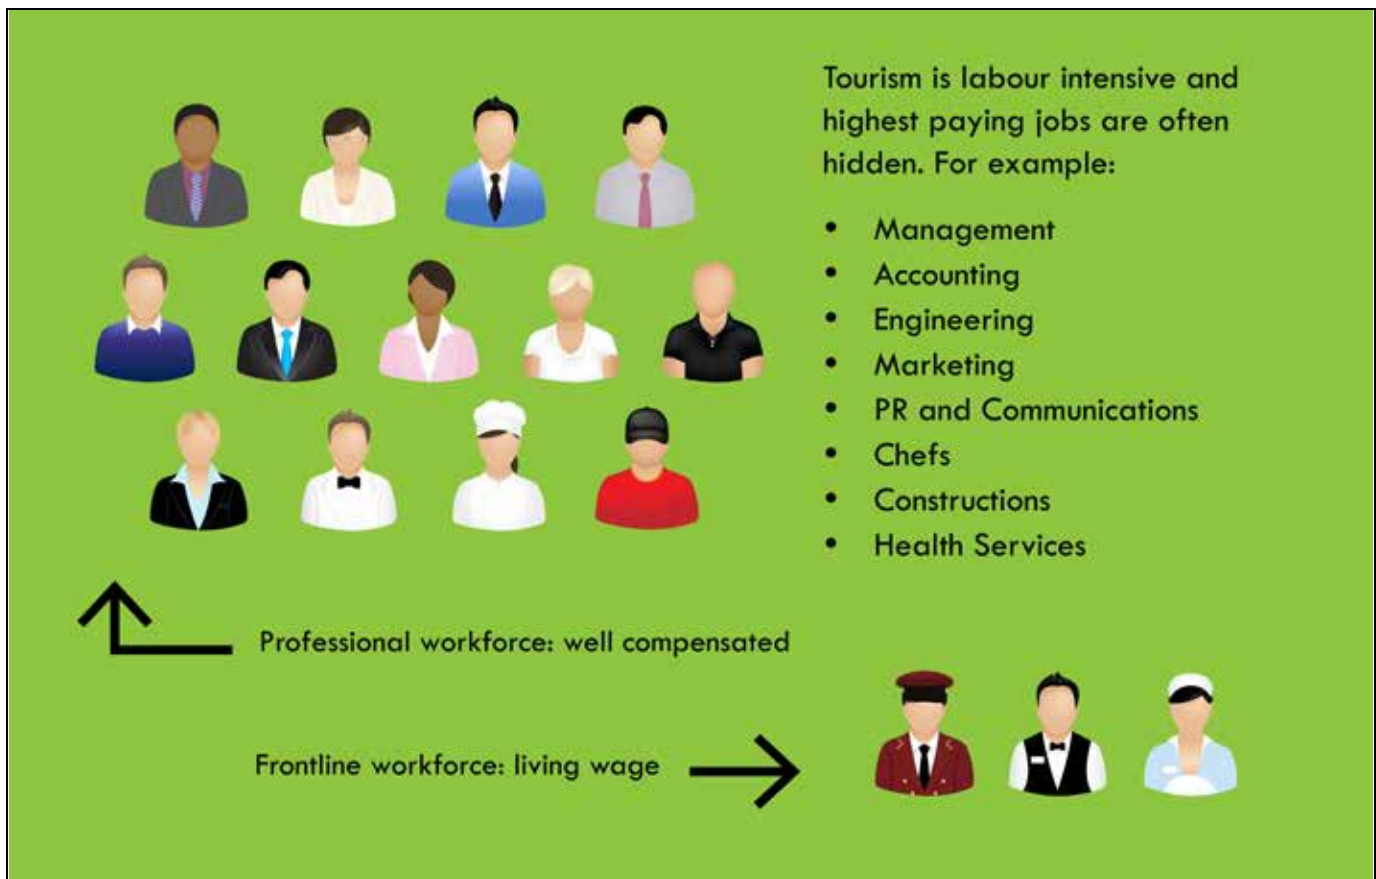 Tourism is labour intensive and
highest paying jobs are often
hidden. For example:
• Management
• Accounting
• Engineering
• Marketing
• PR and Communications
• Chefs
• Constructions
• Health Services
Professional workforce: well compensated
Frontline workforce: living wage